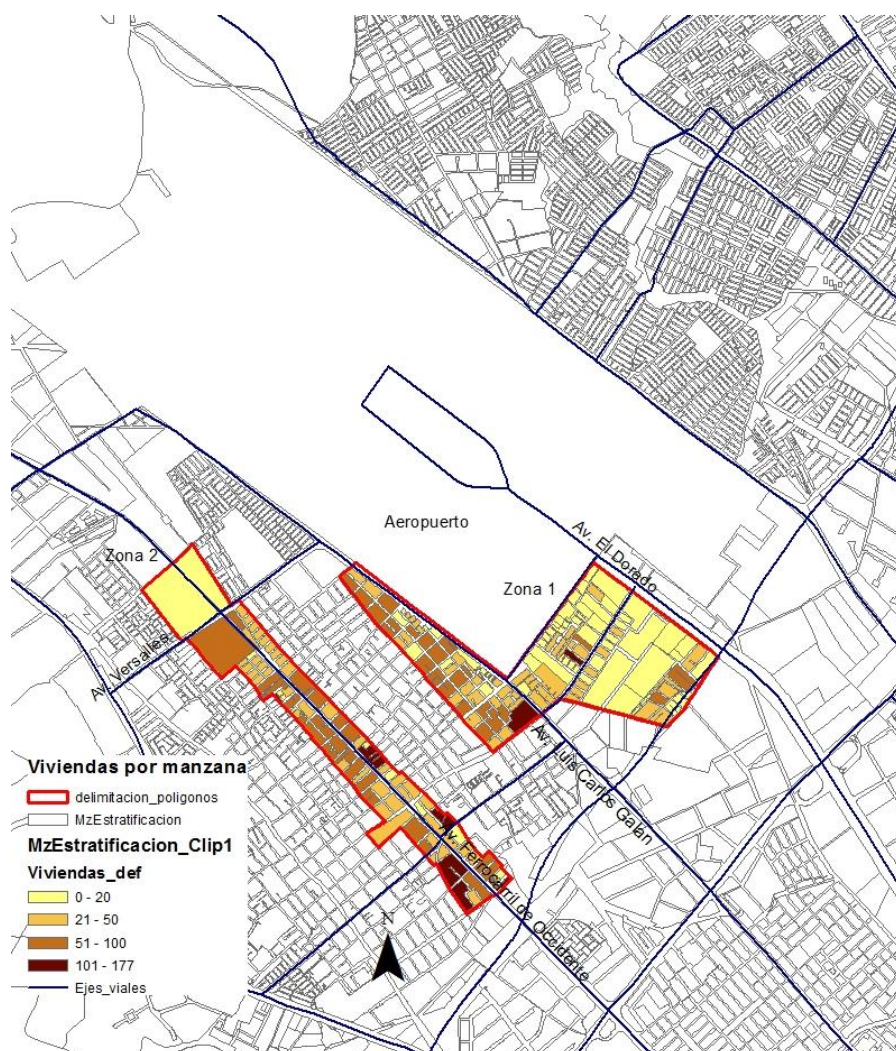 Aeropuerto
Av. El Dorado
Zona 2
Zona 1
Av. Versalles
Av. Luis Carlos Galan
Av. Ferrocarril de Occidente
N
Viviendas por manzana
delimitacion_poligonos
MzEstratificacion
MzEstratificacion_Clip1
Viviendas_def
0 - 20
21 - 50
51 - 100
101 - 177
Ejes_viales